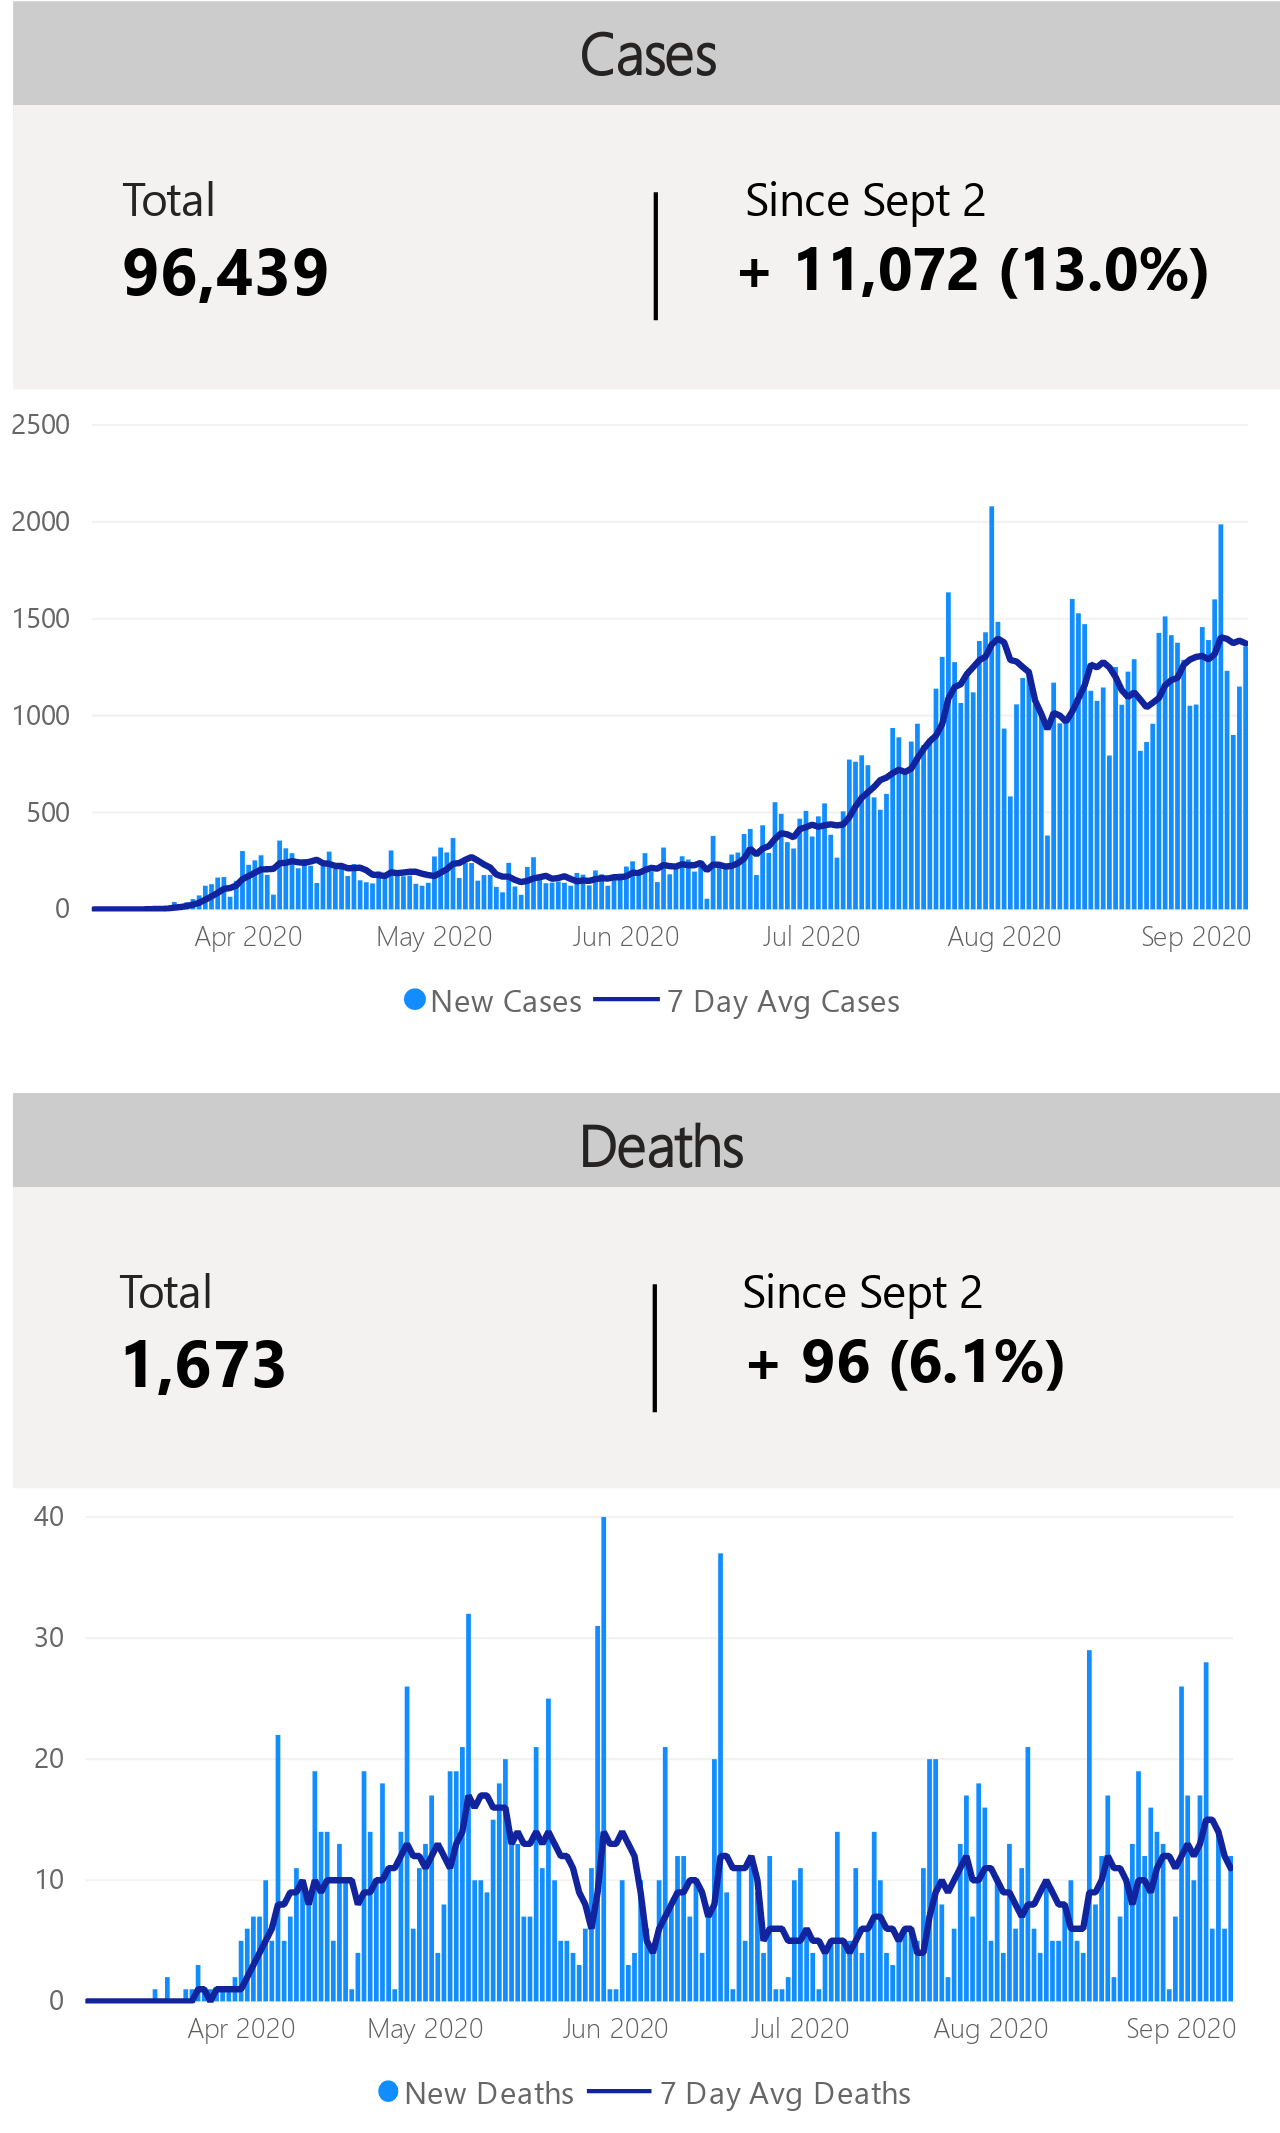 Cases
Total
Since Sept 2
96,439
+ 11,072 (13.0%)
2500
2000
1500
1000
500
0
Apr 2020
May 2020
Jun 2020
Jul 2020
Aug 2020
Sep 2020
New Cases
7 Day Avg Cases
Deaths
Total
Since Sept 2
1,673
+ 96 (6.1%)
40
30
20
10
0
Apr 2020
May 2020
Jun 2020
Jul 2020
Aug 2020
Sep 2020
New Deaths
7 Day Avg Deaths